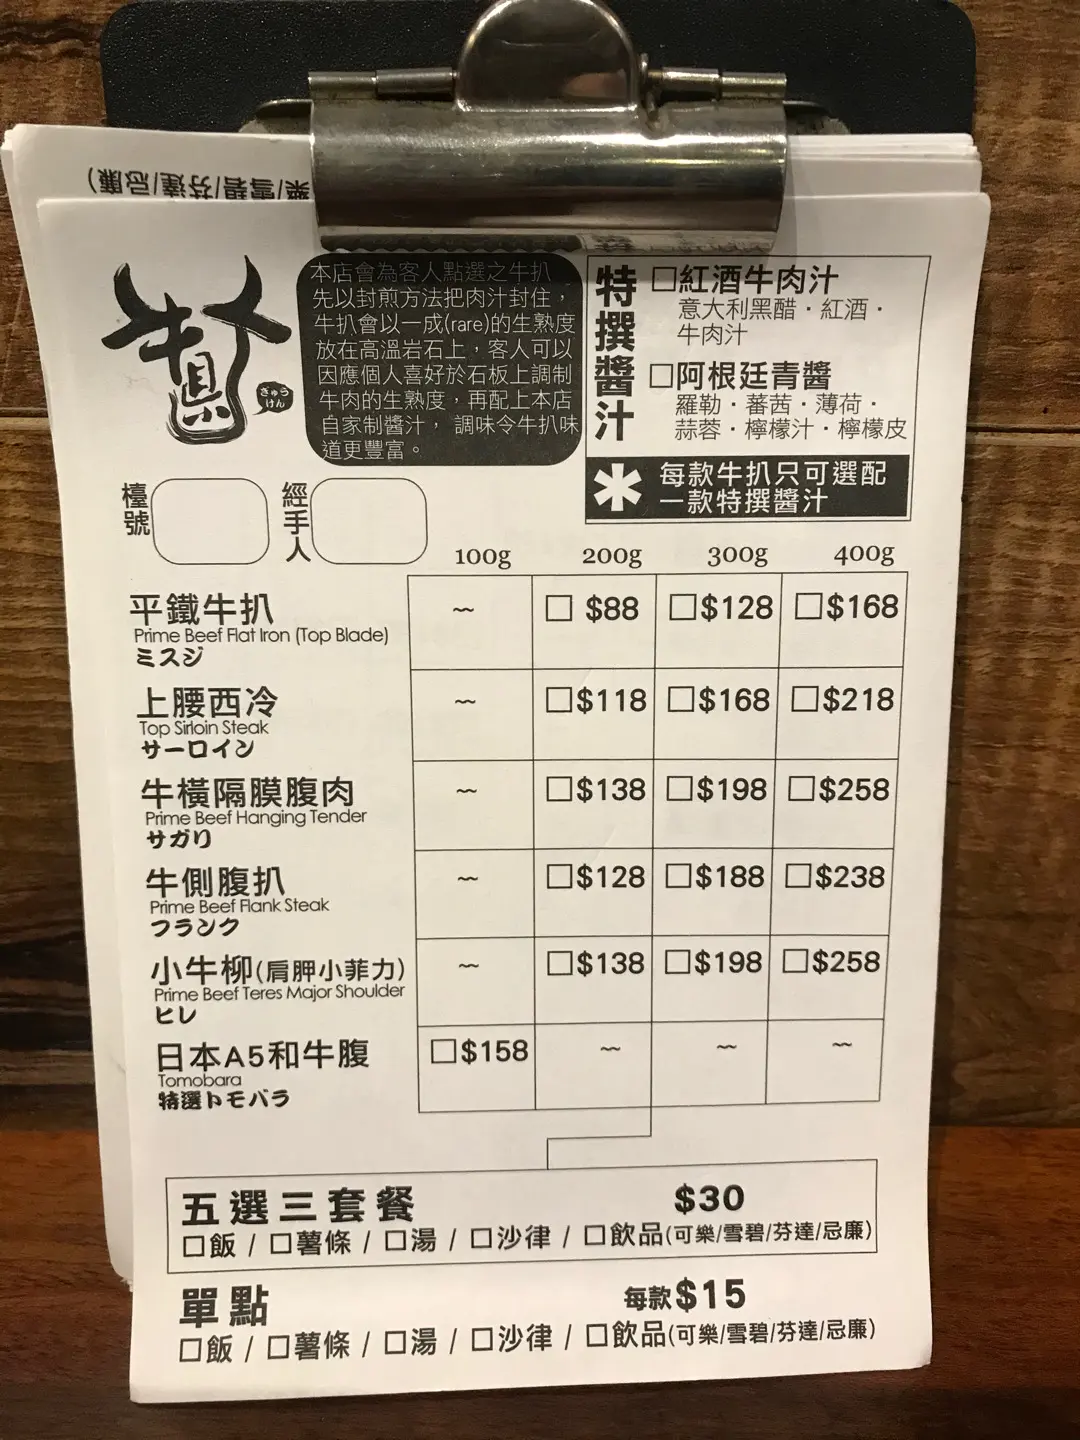 樂/雪碧/芬達/忌廉)
牛
ぎゅう
けん
本店會為客人點選之牛扒
先以封煎方法把肉汁封住，
牛扒會以一成(rare)的生熟度
放在高溫岩石上，客人可以
因應個人喜好於石板上調制
牛肉的生熟度，再配上本店
自家制醬汁， 調味令牛扒味
道更豐富。
特撰醬汁
□紅酒牛肉汁
意大利黑醋・紅酒・
牛肉汁
□阿根廷青醬
羅勒・蕃茜・薄荷・
蒜蓉・檸檬汁・檸檬皮
* 每款牛扒只可選配
一款特撰醬汁
檯號
經手人
100g 200g 300g 400g
平鐵牛扒
Prime Beef Flat Iron (Top Blade)
ミスジ
~ □ $88 □$128 □$168
上腰西冷
Top Sirloin Steak
サーロイン
~ □$118 □$168 □$218
牛橫隔膜腹肉
Prime Beef Hanging Tender
サガリ
~ □$138 □$198 □$258
牛側腹扒
Prime Beef Flank Steak
フランク
~ □$128 □$188 □$238
小牛柳(肩胛小菲力)
Prime Beef Teres Major Shoulder
ヒレ
~ □$138 □$198 □$258
日本A5和牛腹
Tomobara
特選トモバラ
□$158 ~ ~ ~
五選三套餐 $30
□飯 / □薯條 / □湯 / □沙律 / □飲品(可樂/雪碧/芬達/忌廉)
單點 每款$15
□飯 / □薯條 / □湯 / □沙律 / □飲品(可樂/雪碧/芬達/忌廉)